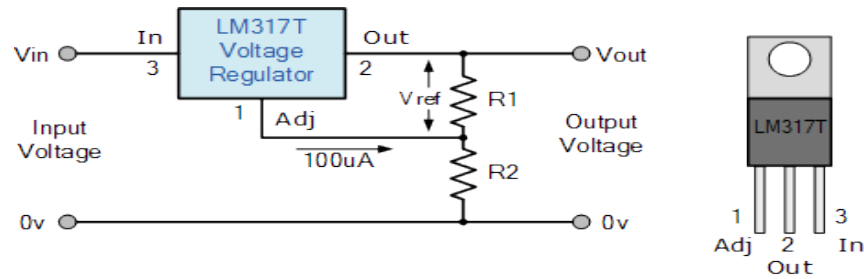 LM317T
Voltage
Regulator
Vin
In
3
Out
2
Vout
1
Adj
Vref
R1
Input
Voltage
100uA
R2
Output
Voltage
0v
0v
LM317T
1
Adj
2
Out
3
In